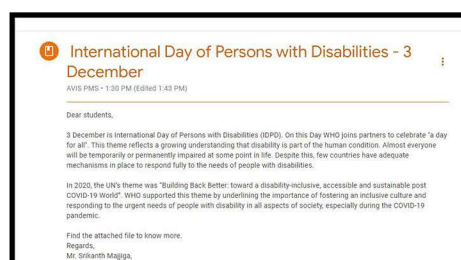 International Day of Persons with Disabilities - 3
December
AVIS PMS • 1:30 PM (Edited 1:43 PM)
Dear students,
3 December is International Day of Persons with Disabilities (IDPD). On this Day WHO joins partners to celebrate "a day
for all". This theme reflects a growing understanding that disability is part of the human condition. Almost everyone
will be temporarily or permanently impaired at some point in life. Despite this, few countries have adequate
mechanisms in place to respond fully to the needs of people with disabilities.
In 2020, the UN's theme was "Building Back Better: toward a disability-inclusive, accessible and sustainable post
COVID-19 World". WHO supported this theme by underlining the importance of fostering an inclusive culture and
responding to the urgent needs of people with disability in all aspects of society, especially during the COVID-19
pandemic.
Find the attached file to know more.
Regards,
Mr. Srikanth Majjiga,